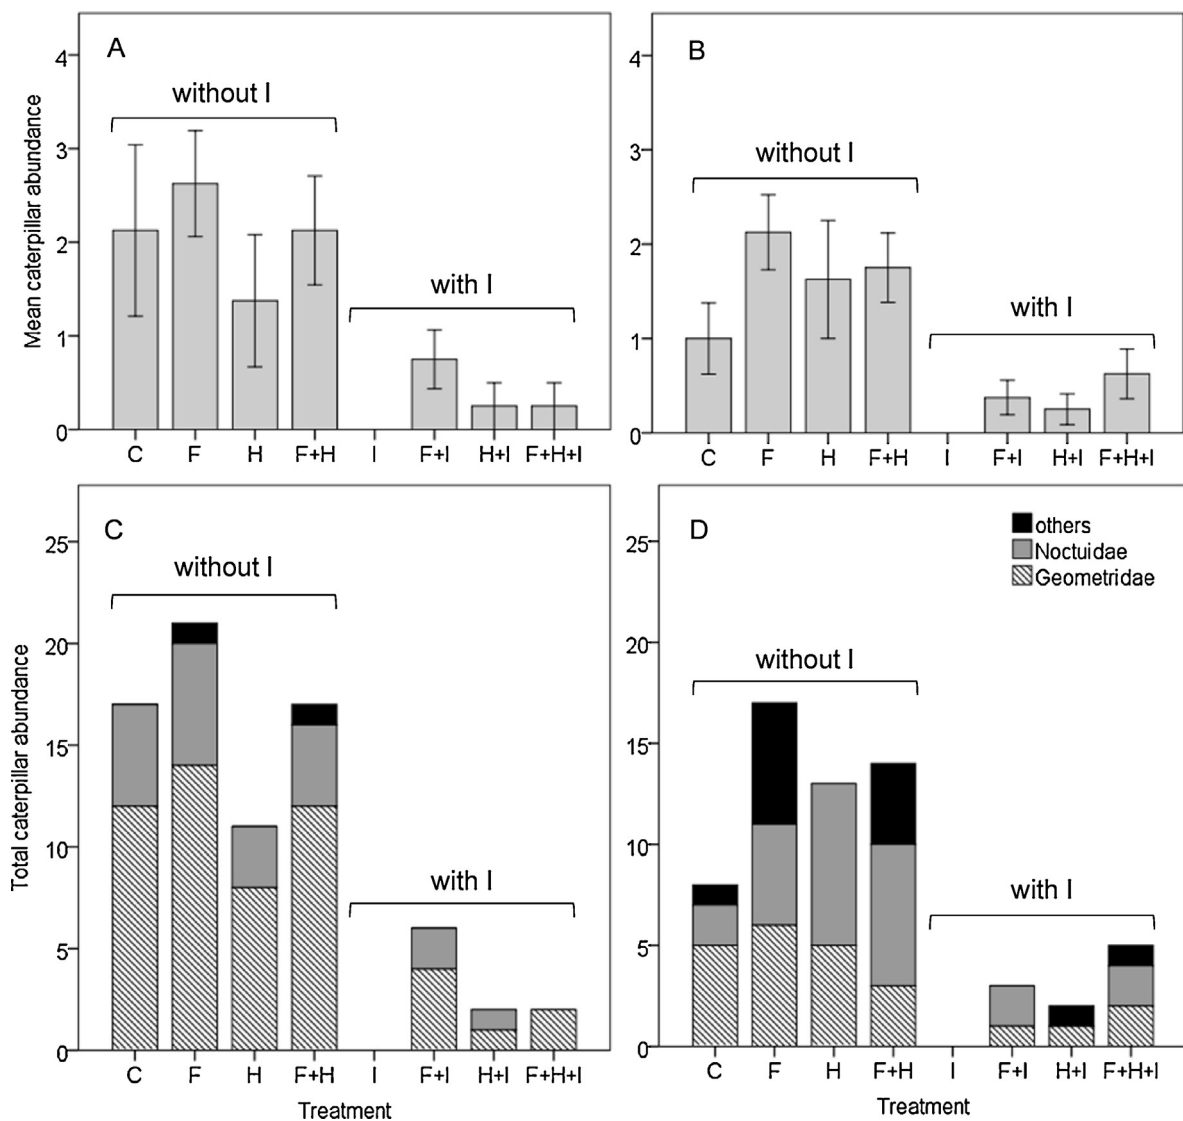 A
without I
with I
Mean caterpillar abundance
4
3
2
1
0
C F H F+H I F+I H+I F+H+I
B
without I
with I
4
3
2
1
0
C F H F+H I F+I H+I F+H+I
C
without I
with I
Total caterpillar abundance
25
20
15
10
5
0
C F H F+H I F+I H+I F+H+I
Treatment
D
others
Noctuidae
Geometridae
without I
with I
25
20
15
10
5
0
C F H F+H I F+I H+I F+H+I
Treatment